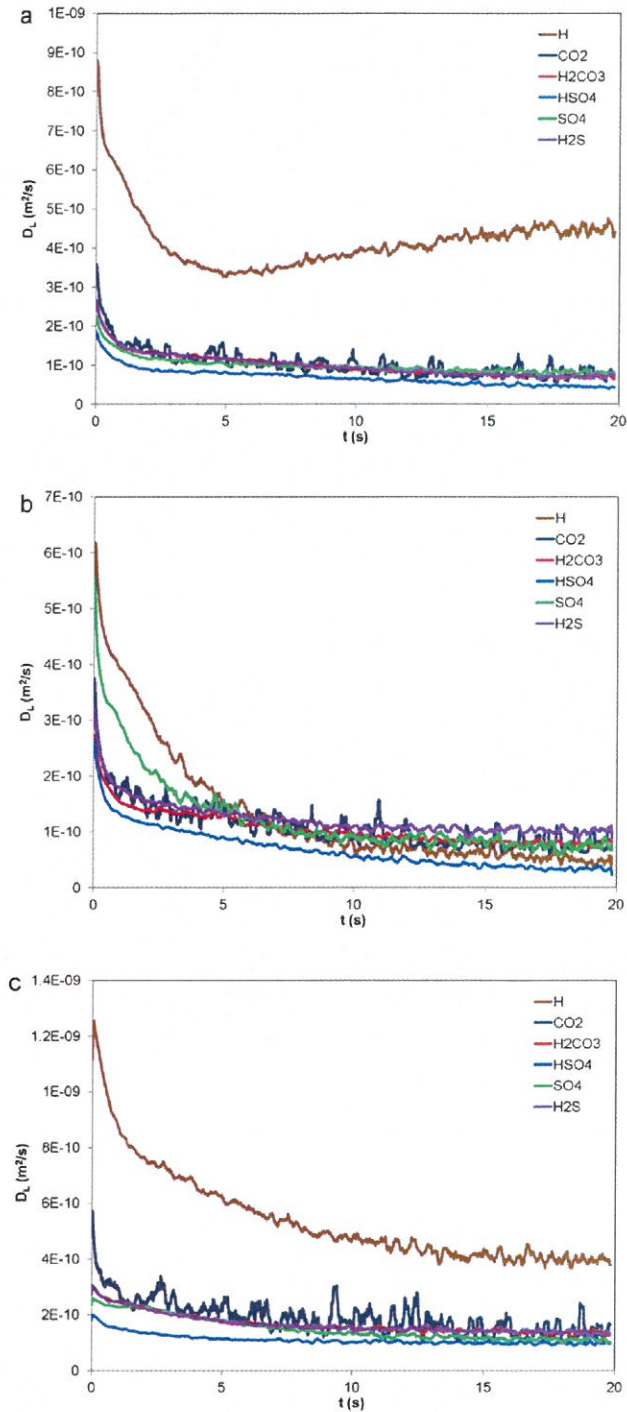 a
1E-09
9E-10
8E-10
7E-10
6E-10
5E-10
4E-10
3E-10
2E-10
1E-10
0
D_L (m²/s)
0 5 10 15 20
t (s)
H
CO2
H2CO3
HSO4
SO4
H2S
b
7E-10
6E-10
5E-10
4E-10
3E-10
2E-10
1E-10
0
D_L (m²/s)
0 5 10 15 20
t (s)
H
CO2
H2CO3
HSO4
SO4
H2S
c
1.4E-09
1.2E-09
1E-09
8E-10
6E-10
4E-10
2E-10
0
D_L (m²/s)
0 5 10 15 20
t (s)
H
CO2
H2CO3
HSO4
SO4
H2S